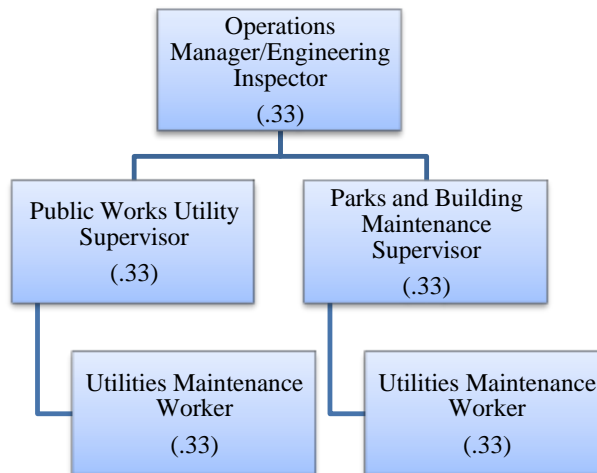 Operations
Manager/Engineering
Inspector
(.33)
Public Works Utility
Supervisor
(.33)
Parks and Building
Maintenance
Supervisor
(.33)
Utilities Maintenance
Worker
(.33)
Utilities Maintenance
Worker
(.33)